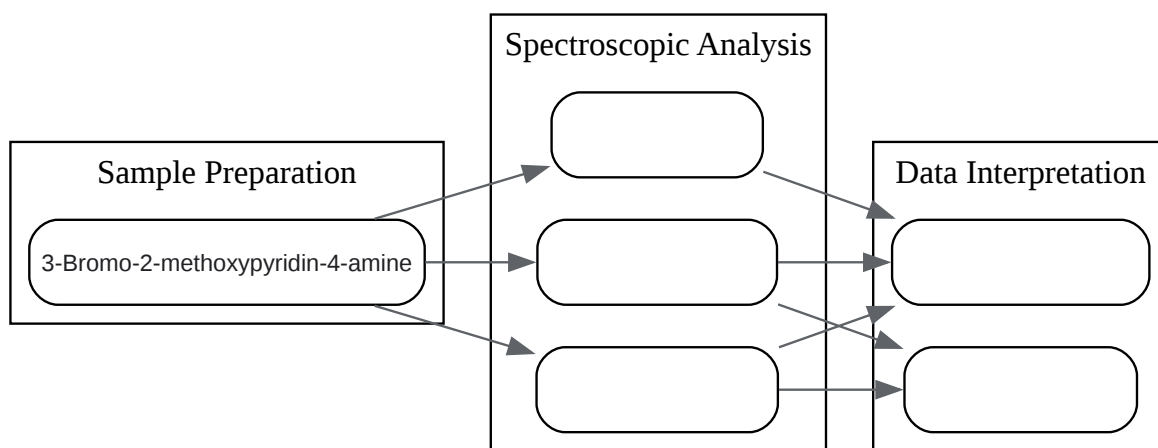 Spectroscopic Analysis
Sample Preparation
Data Interpretation
3-Bromo-2-methoxypyridin-4-amine